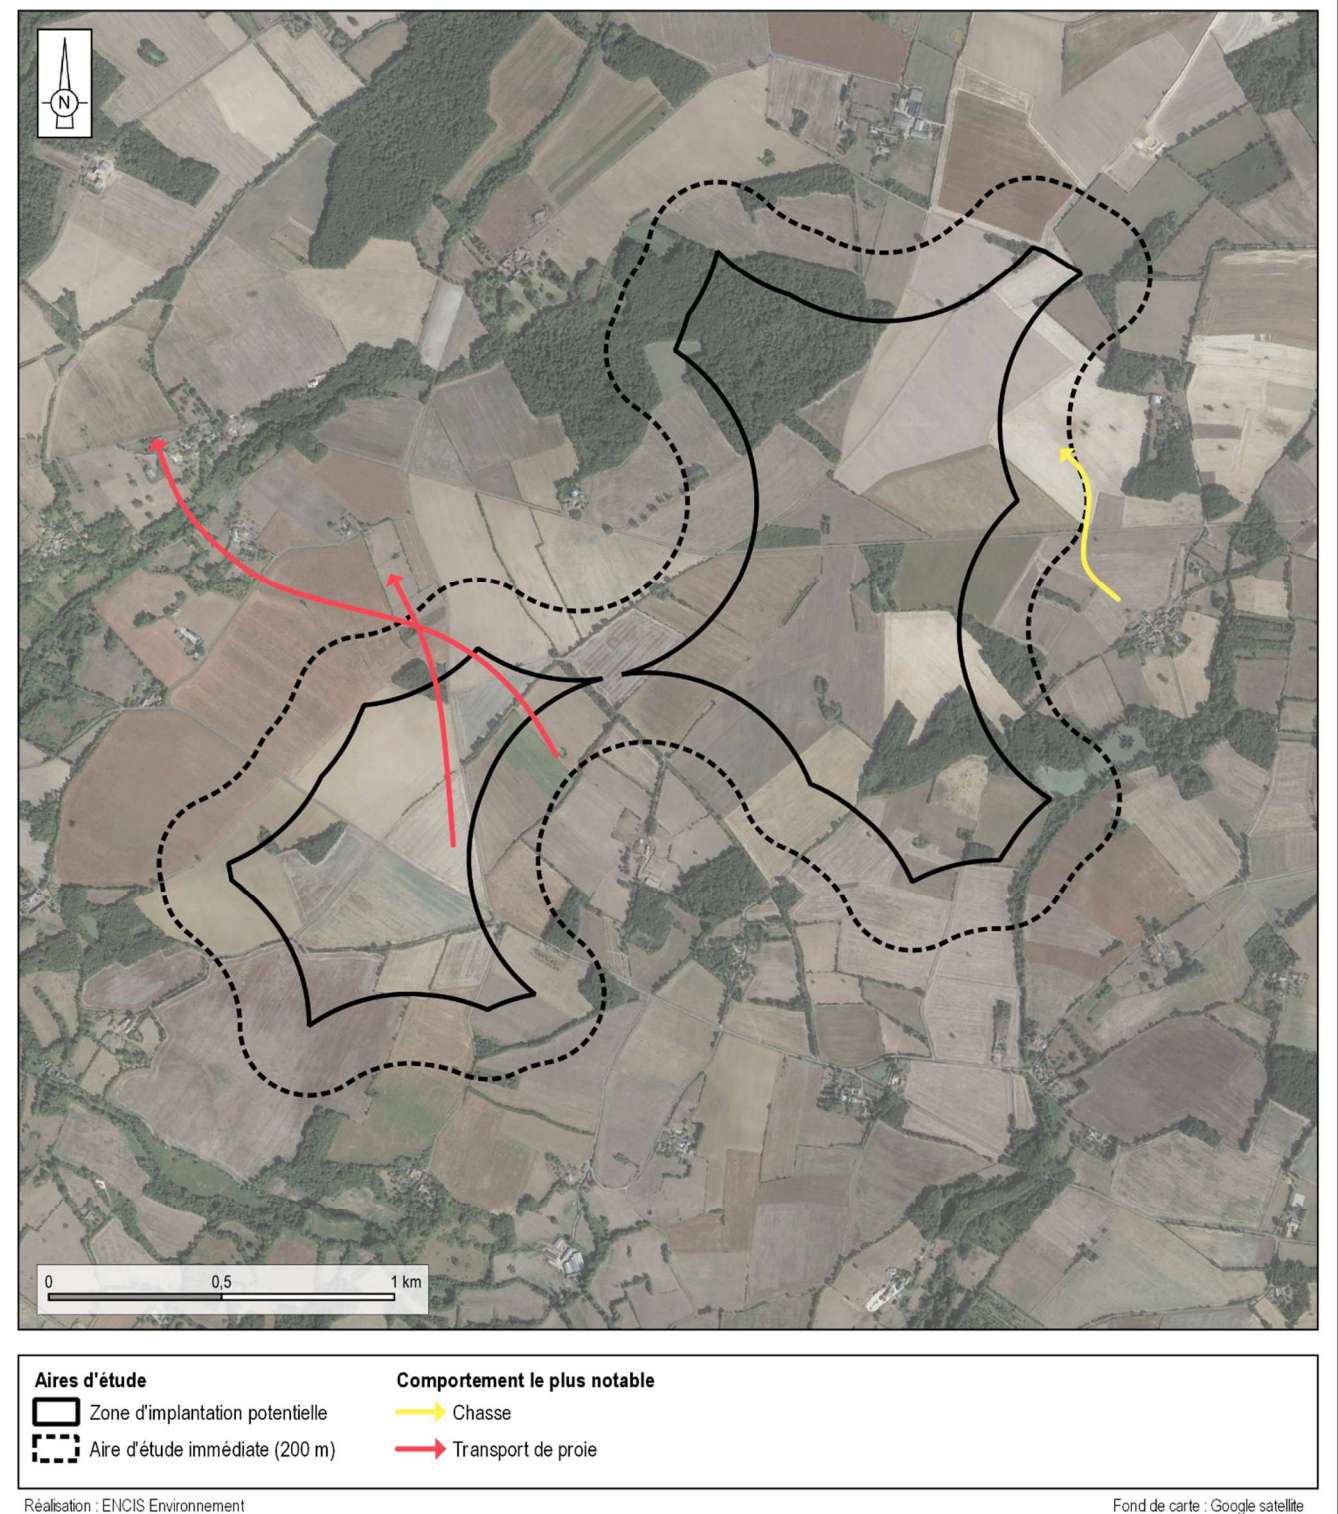 N
0 0,5 1 km
Aires d'étude
Zone d'implantation potentielle
Aire d'étude immédiate (200 m)
Comportement le plus notable
Chasse
Transport de proie
Réalisation : ENCIS Environnement
Fond de carte : Google satellite